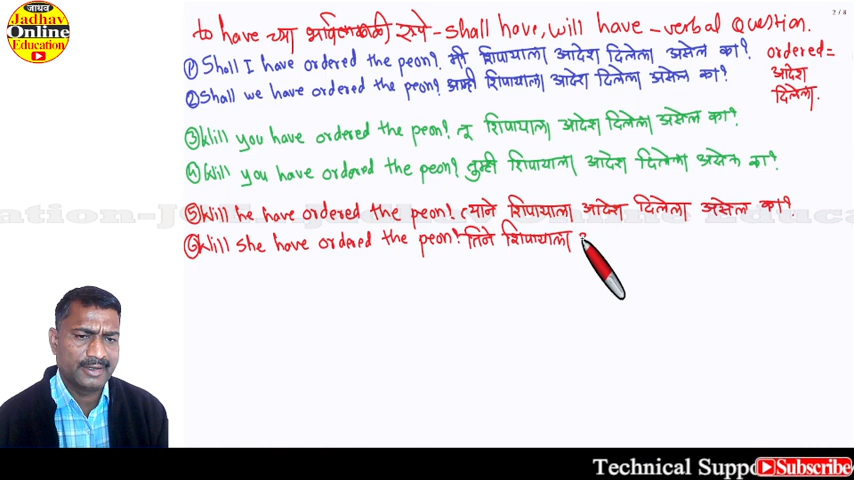 जाधव
Jadhav
Online
Education
2 / 8
to have च्या भविष्यकाळी रुपे - shall have, will have - verbal Question.
① Shall I have ordered the peon? मी शिपायाला आदेश दिलेला असेल का?
ordered =
आदेश
दिलेला.
② Shall we have ordered the peon? आम्ही शिपायाला आदेश दिलेला असेल का?
③ Will you have ordered the peon? तू शिपायाला आदेश दिलेला असेल का?
④ Will you have ordered the peon? तुम्ही शिपायाला आदेश दिलेला असेल का?
⑤ Will he have ordered the peon? त्याने शिपायाला आदेश दिलेला असेल का?
⑥ Will she have ordered the peon? तिने शिपायाला
Technical Suppo
Subscribe